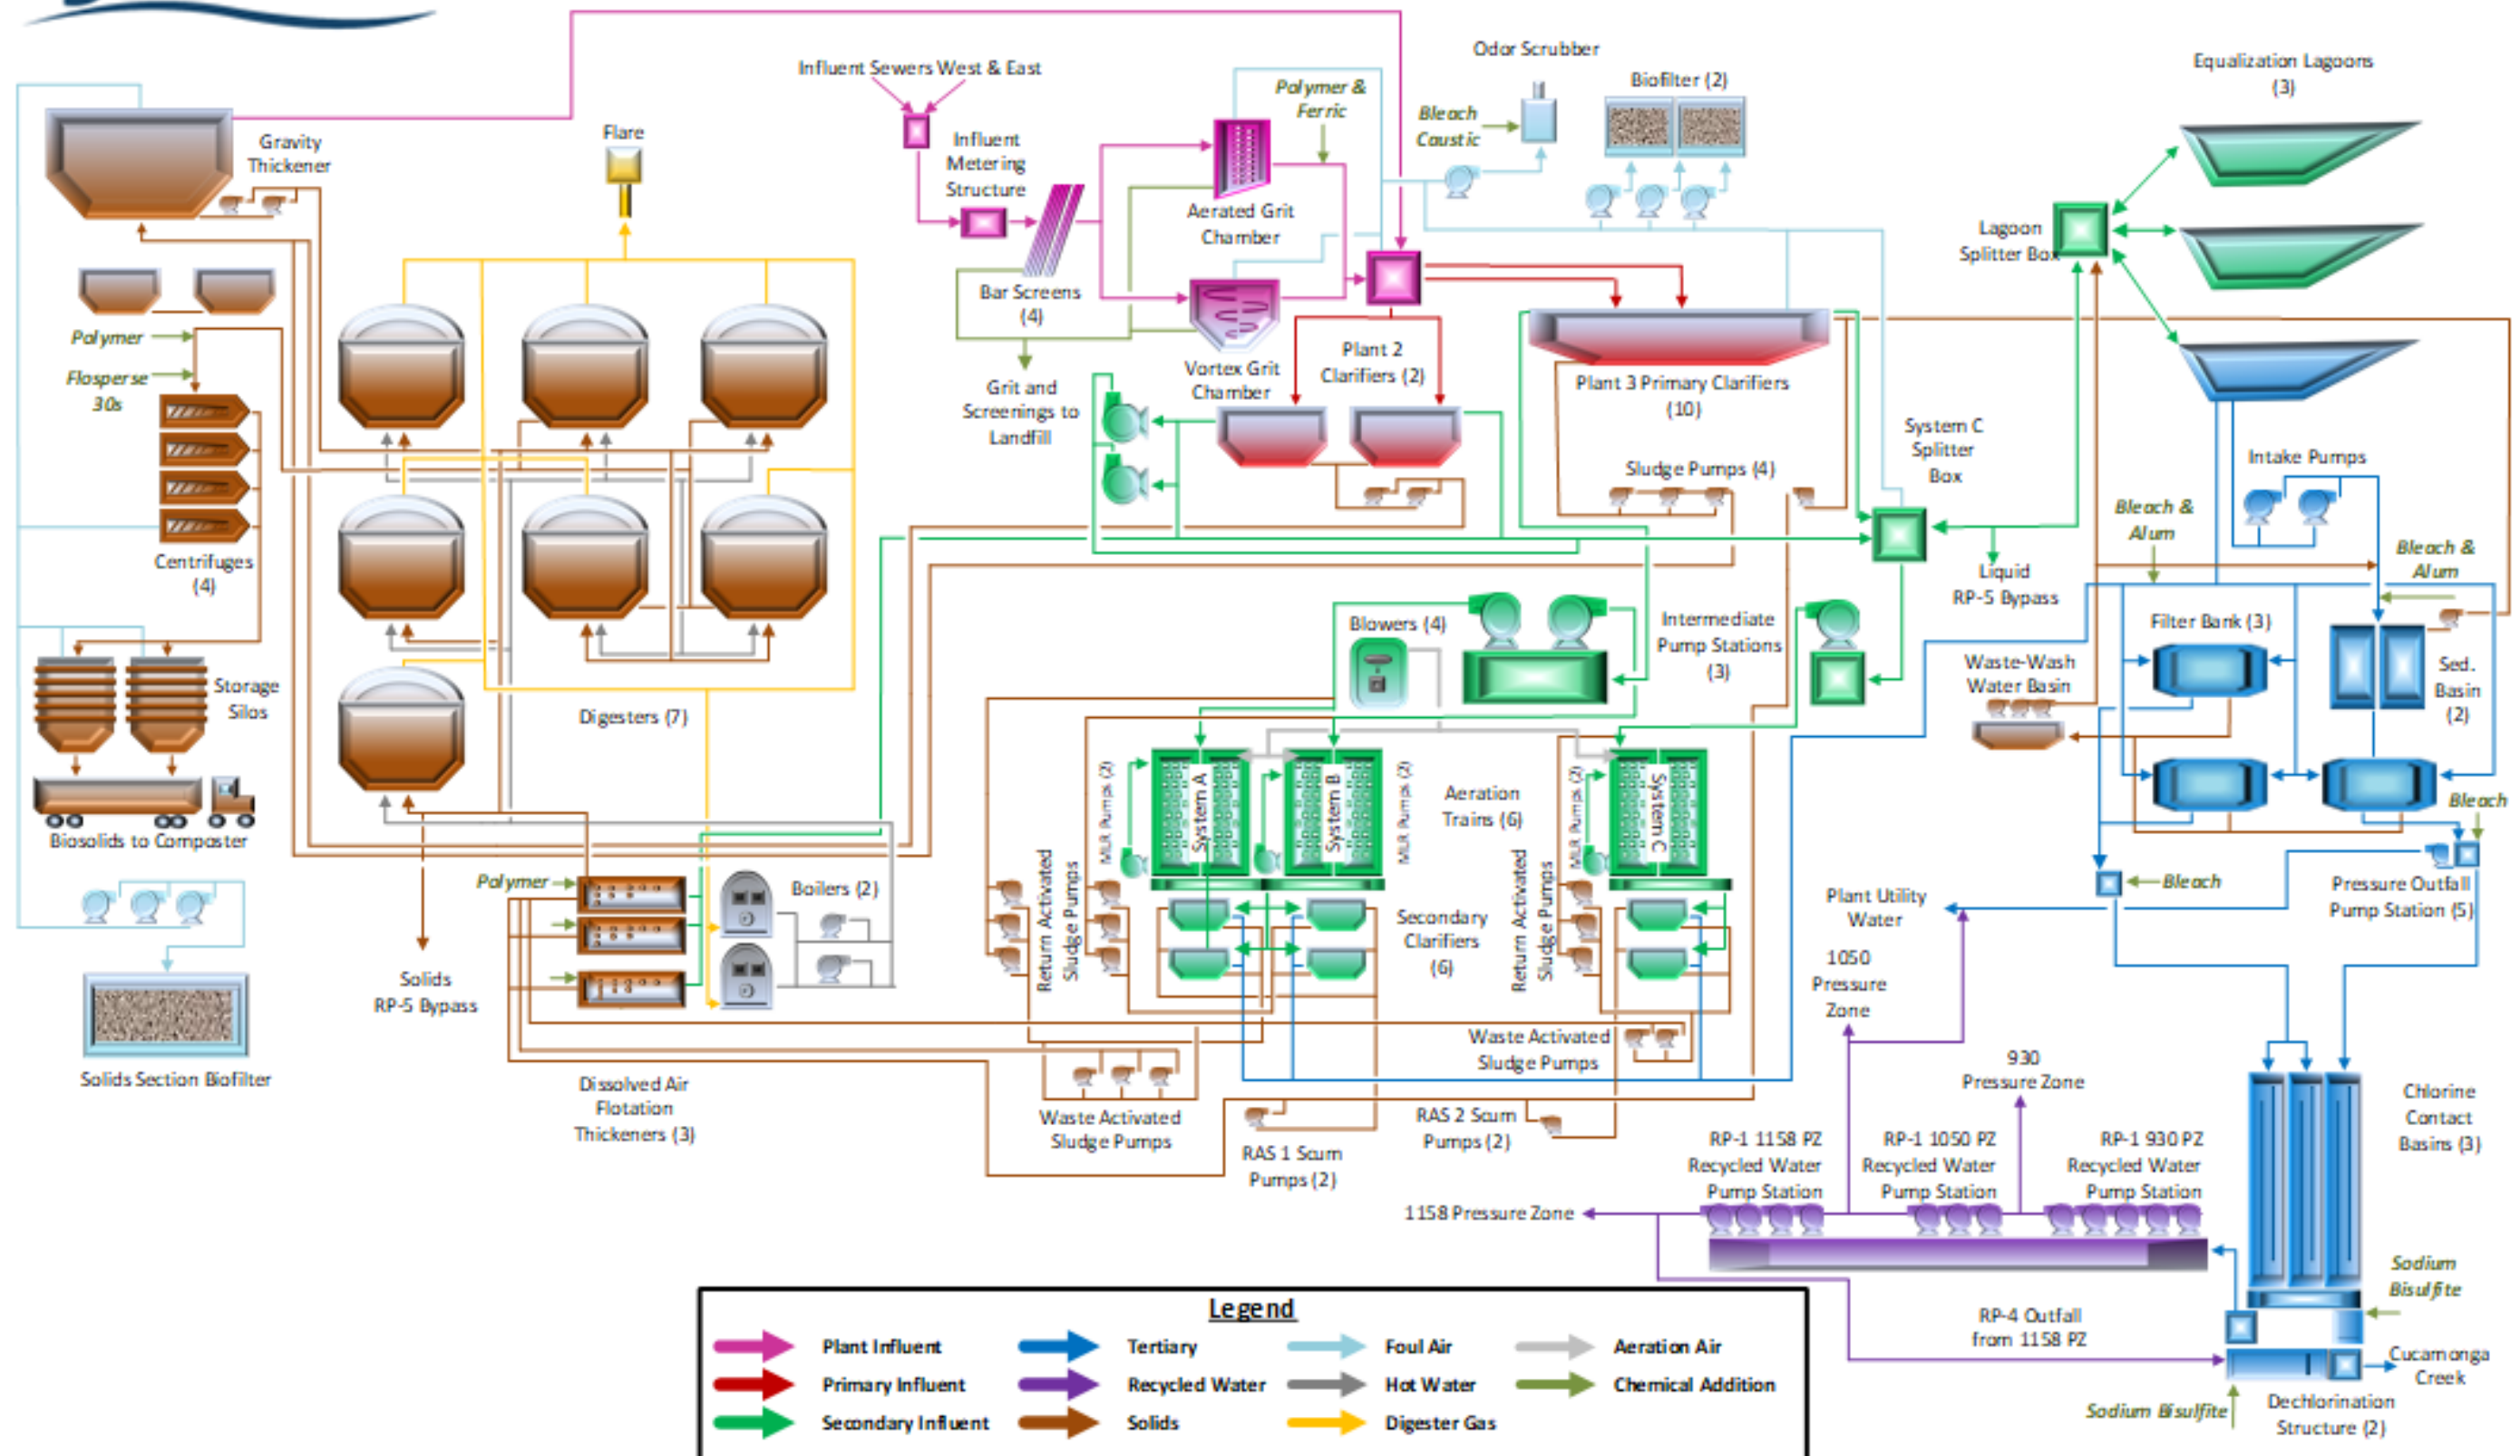 Influent Sewers West & East
Odor Scrubber
Biofilter (2)
Equalization Lagoons
(3)
Polymer &
Ferric
Bleach
Caustic
Gravity
Thickener
Flare
Influent
Metering
Structure
Aerated Grit
Chamber
Lagoon
Splitter Box
Bar Screens
(4)
Polymer
Flosperse
30s
Vortex Grit
Chamber
Plant 2
Clarifiers (2)
Plant 3 Primary Clarifiers
(10)
Grit and
Screenings to
Landfill
System C
Splitter
Box
Sludge Pumps (4)
Intake Pumps
Bleach &
Alum
Bleach &
Alum
Centrifuges
(4)
Liquid
RP-5 Bypass
Blowers (4)
Intermediate
Pump Stations
(3)
Filter Bank (3)
Waste-Wash
Water Basin
Sed.
Basin
(2)
Storage
Silos
Digesters (7)
MLR Pumps (2)
System A
System B
MLR Pumps (2)
Aeration
Trains (6)
MLR Pumps (2)
System C
Bleach
Biosolids to Composter
Polymer
Boilers (2)
Return Activated
Sludge Pumps
Secondary
Clarifiers
(6)
Return Activated
Sludge Pumps
Plant Utility
Water
Bleach
Pressure Outfall
Pump Station (5)
Solids
RP-5 Bypass
1050
Pressure
Zone
Solids Section Biofilter
Dissolved Air
Flotation
Thickeners (3)
Waste Activated
Sludge Pumps
Waste Activated
Sludge Pumps
930
Pressure Zone
Chlorine
Contact
Basins (3)
RAS 1 Scum
Pumps (2)
RAS 2 Scum
Pumps (2)
RP-1 1158 PZ
Recycled Water
Pump Station
RP-1 1050 PZ
Recycled Water
Pump Station
RP-1 930 PZ
Recycled Water
Pump Station
1158 Pressure Zone
Sodium
Bisulfite
RP-4 Outfall
from 1158 PZ
Cucamonga
Creek
Sodium Bisulfite
Dechlorination
Structure (2)
Legend
Plant Influent
Tertiary
Foul Air
Aeration Air
Primary Influent
Recycled Water
Hot Water
Chemical Addition
Secondary Influent
Solids
Digester Gas